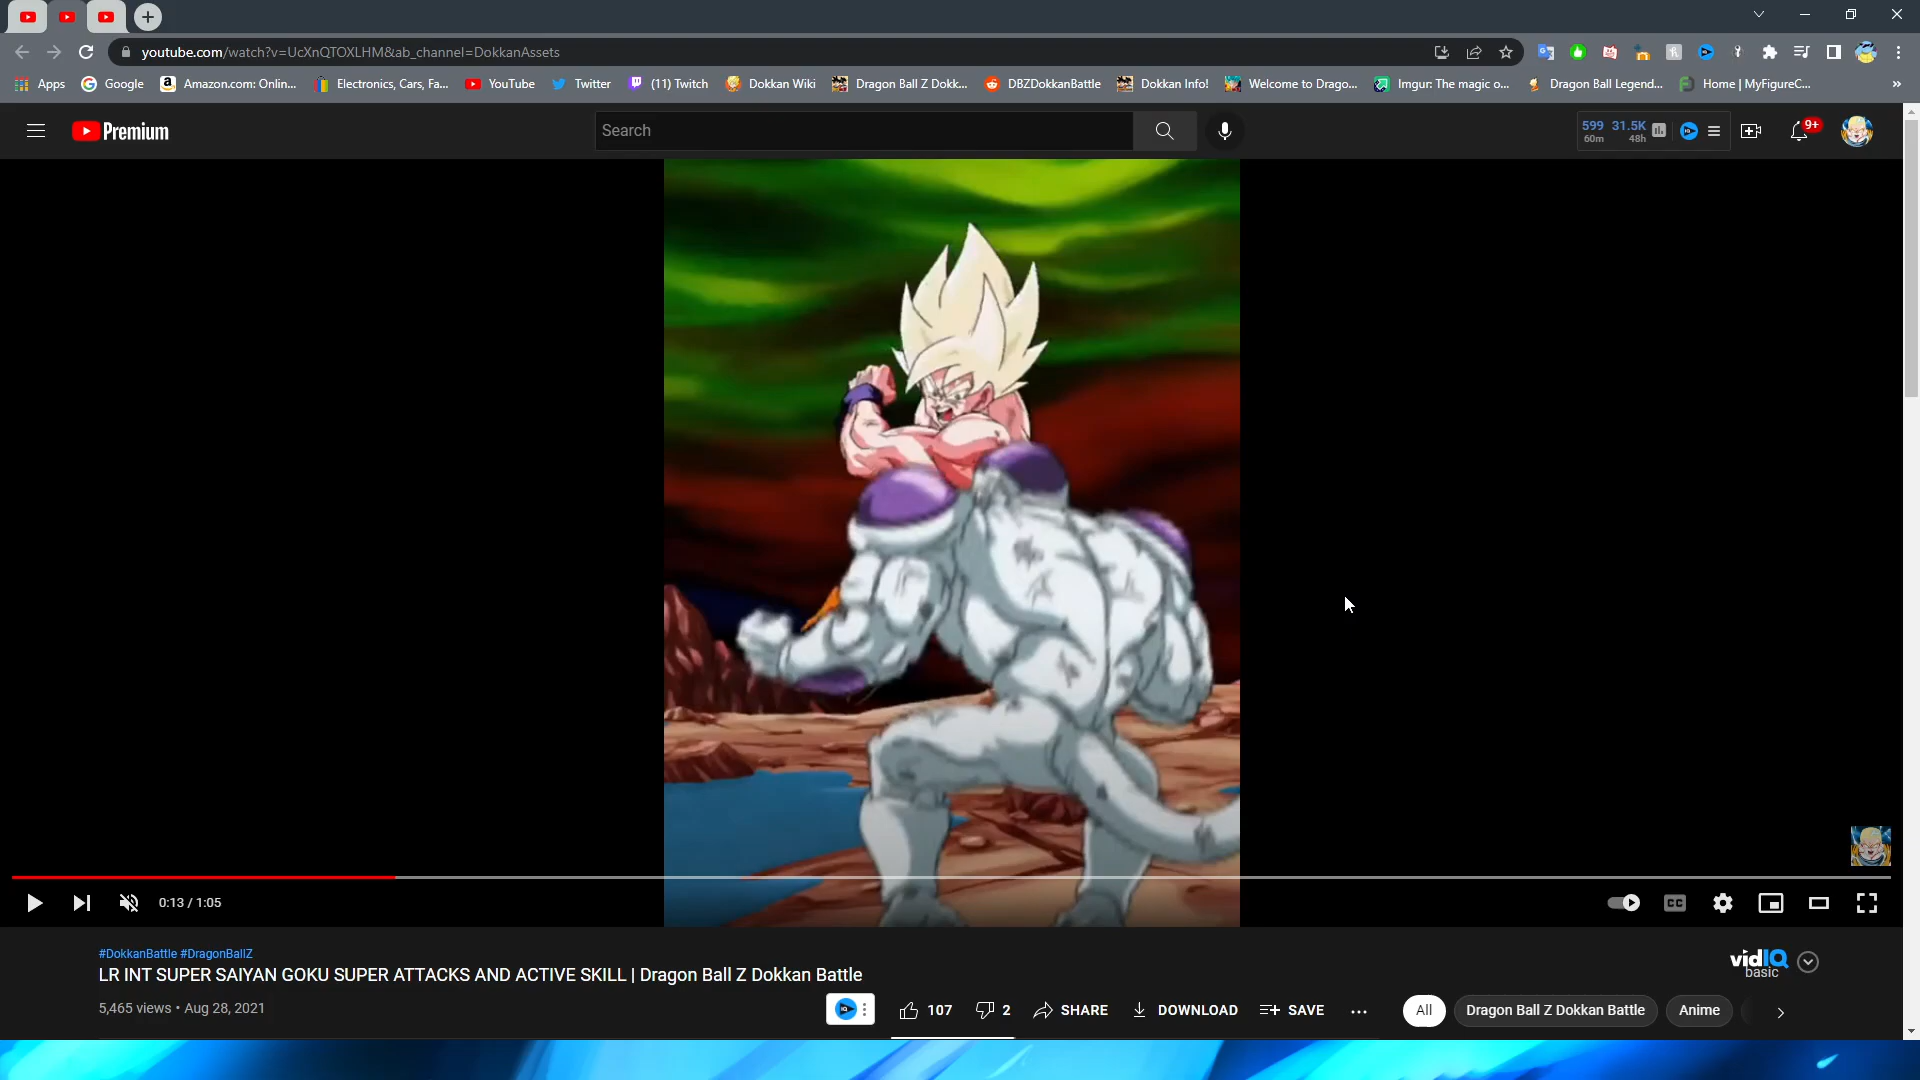 youtube.com/watch?v=UcXnQTOXLHM&ab_channel=DokkanAssets
Apps
Google
Amazon.com: Onlin...
Electronics, Cars, Fa...
YouTube
Twitter
(11) Twitch
Dokkan Wiki
Dragon Ball Z Dokk...
DBZDokkanBattle
Dokkan Info!
Welcome to Drago...
Imgur: The magic o...
Dragon Ball Legend...
Home | MyFigureC...
»
Premium
Search
599 31.5K
60m 48h
9+
0:13 / 1:05
CC
#DokkanBattle #DragonBallZ
LR INT SUPER SAIYAN GOKU SUPER ATTACKS AND ACTIVE SKILL | Dragon Ball Z Dokkan Battle
vidIQ
basic
5,465 views • Aug 28, 2021
107
2
SHARE
DOWNLOAD
SAVE
All
Dragon Ball Z Dokkan Battle
Anime